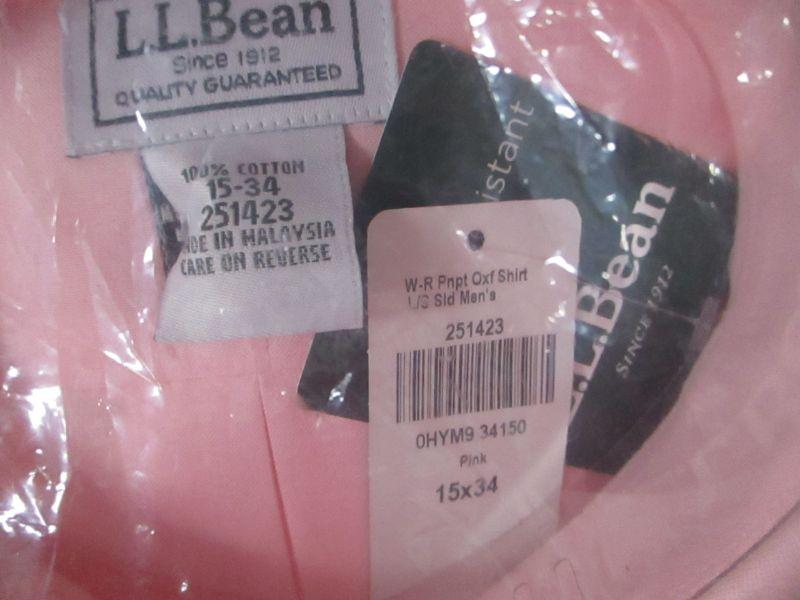 L.L.Bean
Since 1912
QUALITY GUARANTEED
100% COTTON
15-34
251423
DE IN MALAYSIA
CARE ON REVERSE
istant
L.L.Bean
SINCE 1912
W-R Pnpt Oxf Shirt
L/S Sld Men's
251423
0HYM9 34150
Pink
15x34